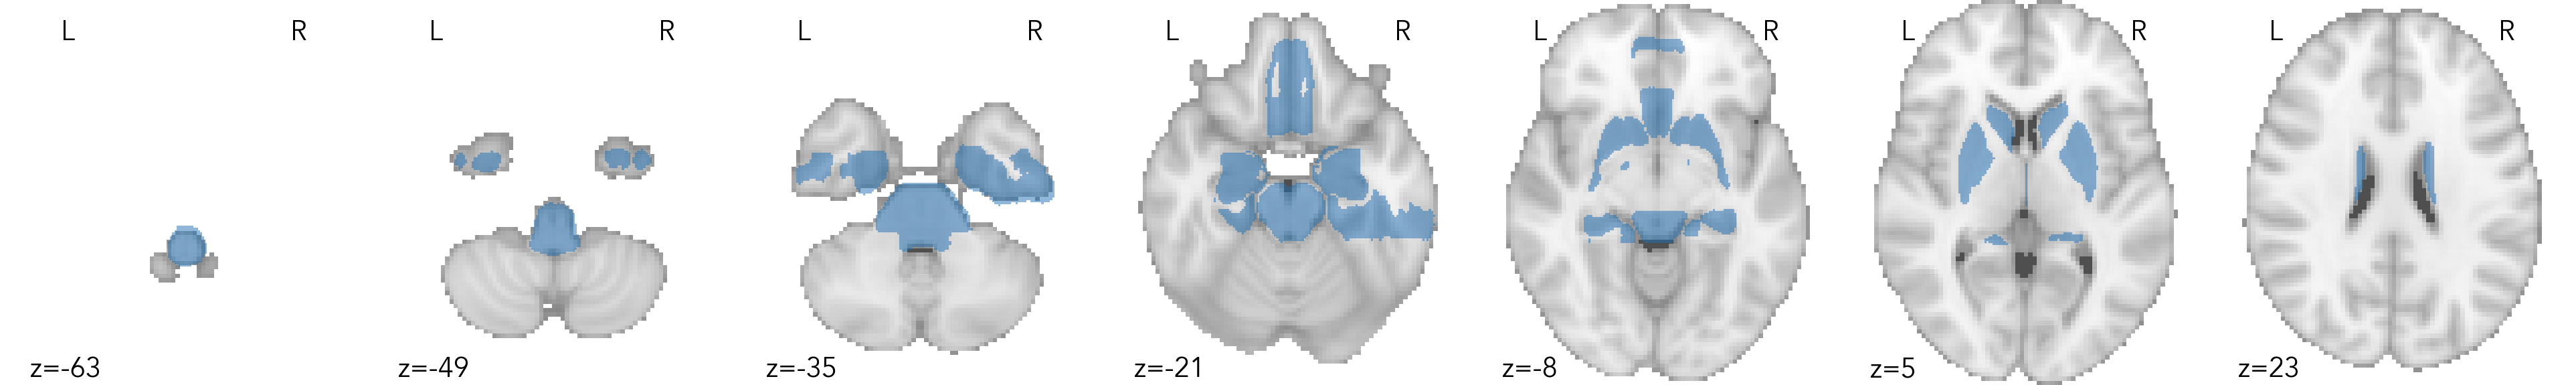 L R L R L R L R L R L R L R
z=-63 z=-49 z=-35 z=-21 z=-8 z=5 z=23